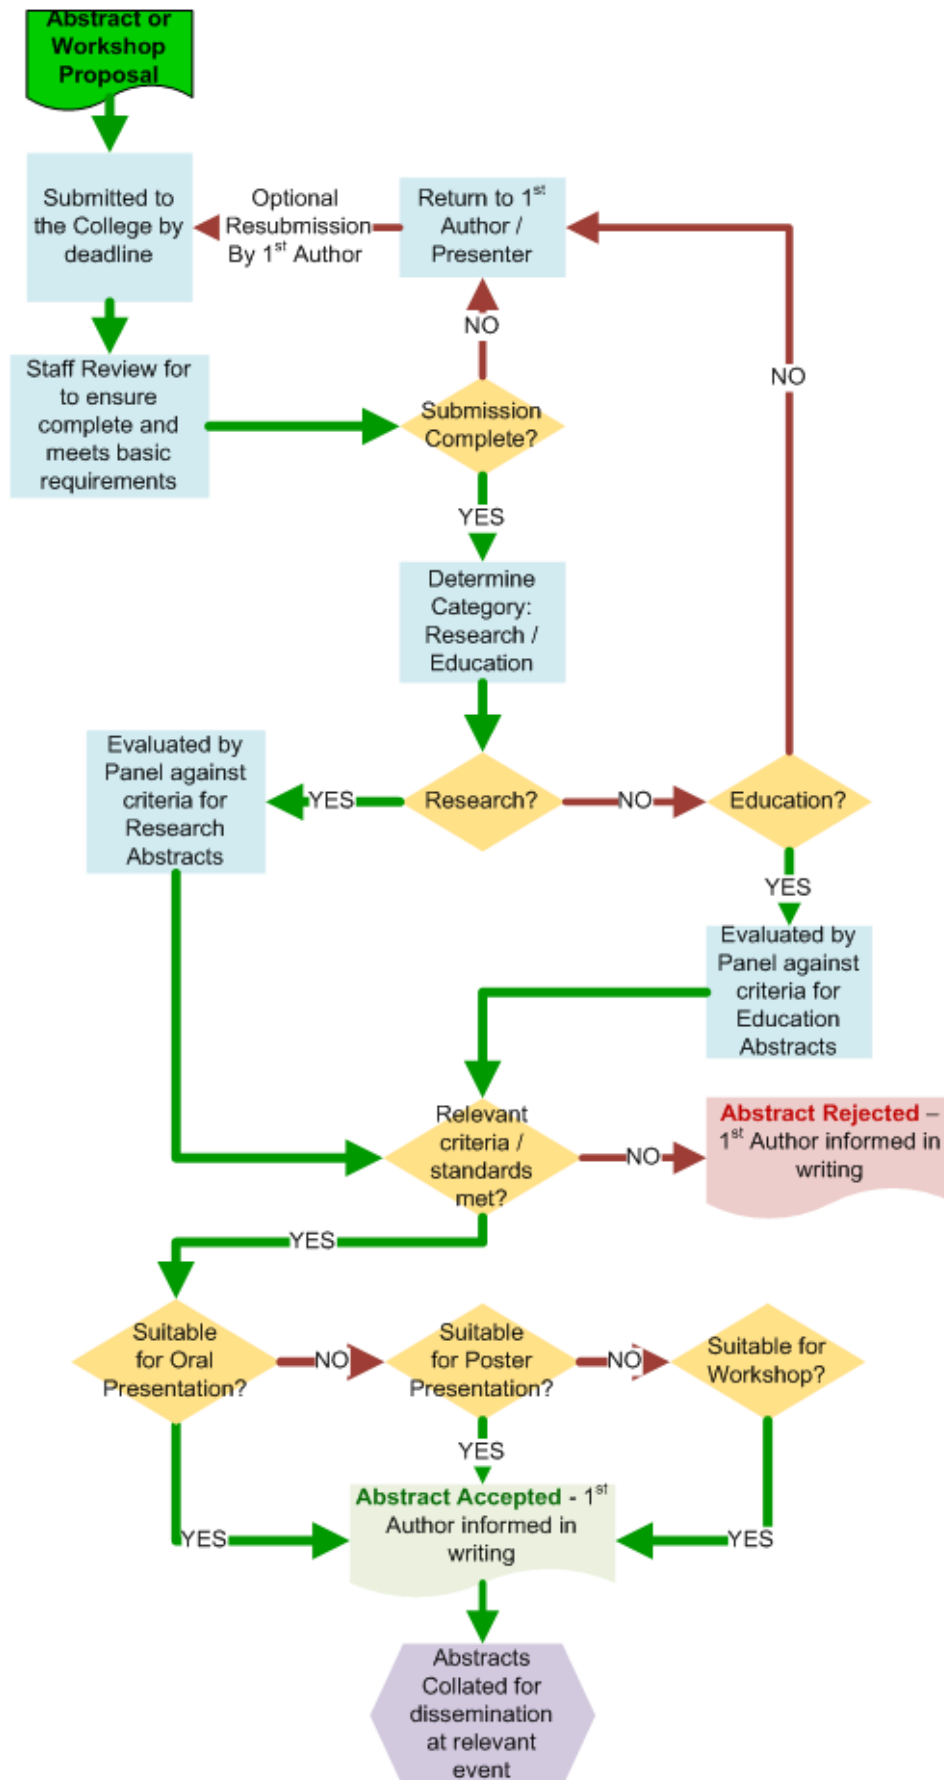 Abstract or
Workshop
Proposal
Submitted to
the College by
deadline
Optional
Resubmission
By 1st Author
Return to 1st
Author /
Presenter
NO
NO
Staff Review for
to ensure
complete and
meets basic
requirements
Submission
Complete?
YES
Determine
Category:
Research /
Education
Evaluated by
Panel against
criteria for
Research
Abstracts
YES
Research?
NO
Education?
YES
Evaluated by
Panel against
criteria for
Education
Abstracts
Relevant
criteria /
standards
met?
NO
Abstract Rejected –
1st Author informed in
writing
YES
Suitable
for Oral
Presentation?
NO
Suitable
for Poster
Presentation?
NO
Suitable for
Workshop?
YES
YES
YES
Abstract Accepted - 1st
Author informed in
writing
Abstracts
Collated for
dissemination
at relevant
event